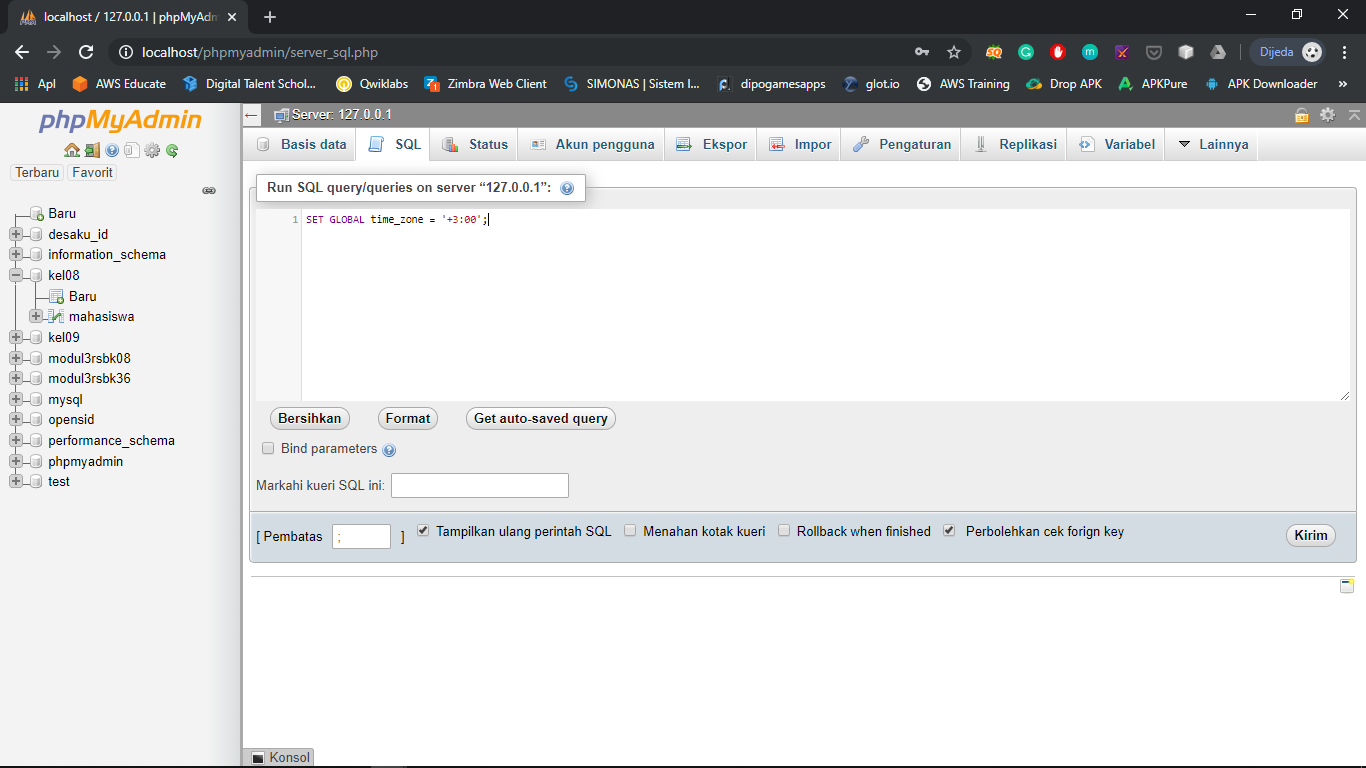 localhost / 127.0.0.1 | phpMyAdm
localhost/phpmyadmin/server_sql.php
Dijeda
Apl
AWS Educate
Digital Talent Schol...
Qwiklabs
Zimbra Web Client
SIMONAS | Sistem I...
dipogamesapps
glot.io
AWS Training
Drop APK
APKPure
APK Downloader
»
phpMyAdmin
Terbaru Favorit
Baru
desaku_id
information_schema
kel08
Baru
mahasiswa
kel09
modul3rsbk08
modul3rsbk36
mysql
opensid
performance_schema
phpmyadmin
test
Server: 127.0.0.1
Basis data SQL Status Akun pengguna Ekspor Impor Pengaturan Replikasi Variabel Lainnya
Run SQL query/queries on server “127.0.0.1”:
1 SET GLOBAL time_zone = '+3:00';
Bersihkan Format Get auto-saved query
Bind parameters
Markahi kueri SQL ini:
[ Pembatas ; ] Tampilkan ulang perintah SQL Menahan kotak kueri Rollback when finished Perbolehkan cek forign key Kirim
Konsol